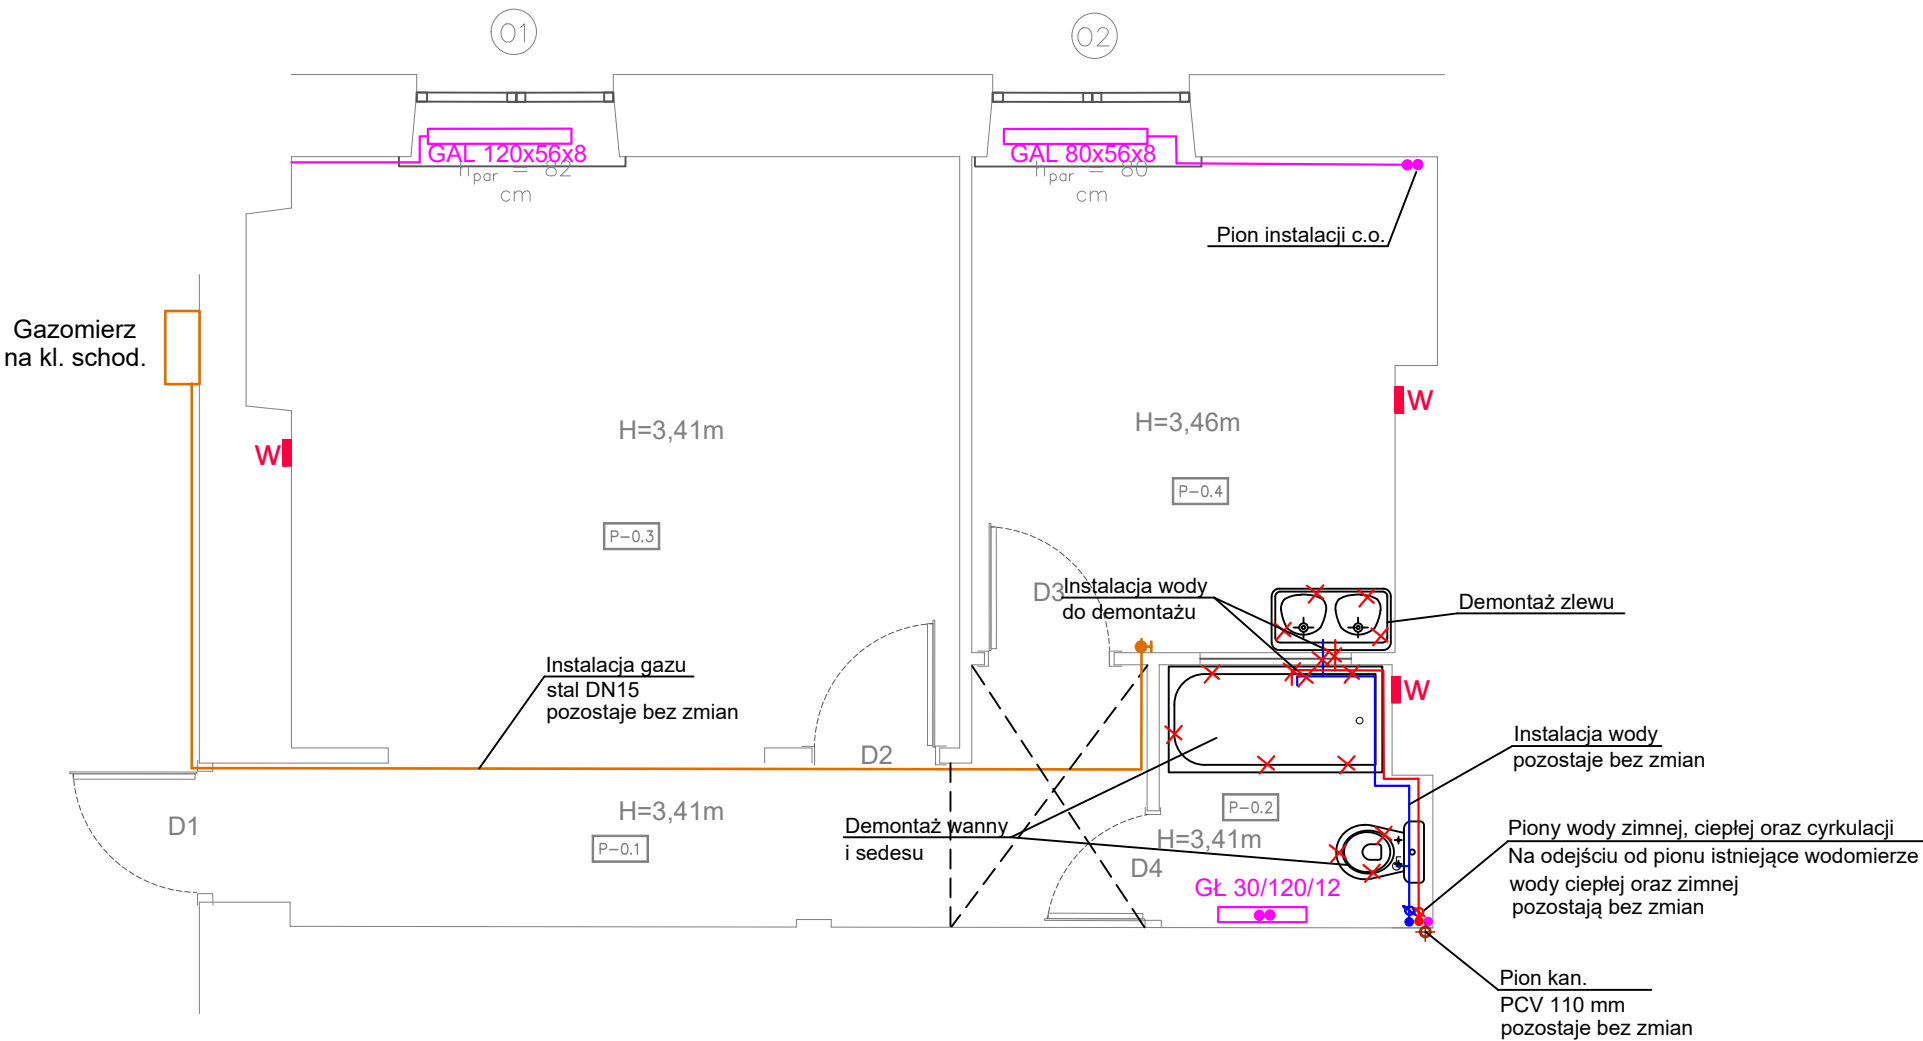 01
02
GAL 120x56x8
hpar = 82
cm
GAL 80x56x8
hpar = 80
cm
Pion instalacji c.o.
Gazomierz
na kl. schod.
W
H=3,41m
H=3,46m
W
P-0.3
P-0.4
D3
Instalacja wody
do demontażu
Demontaż zlewu
Instalacja gazu
stal DN15
pozostaje bez zmian
W
D2
Instalacja wody
pozostaje bez zmian
D1
H=3,41m
P-0.1
Demontaż wanny
i sedesu
P-0.2
H=3,41m
D4
GŁ 30/120/12
Piony wody zimnej, ciepłej oraz cyrkulacji
Na odejściu od pionu istniejące wodomierze
wody ciepłej oraz zimnej
pozostają bez zmian
Pion kan.
PCV 110 mm
pozostaje bez zmian